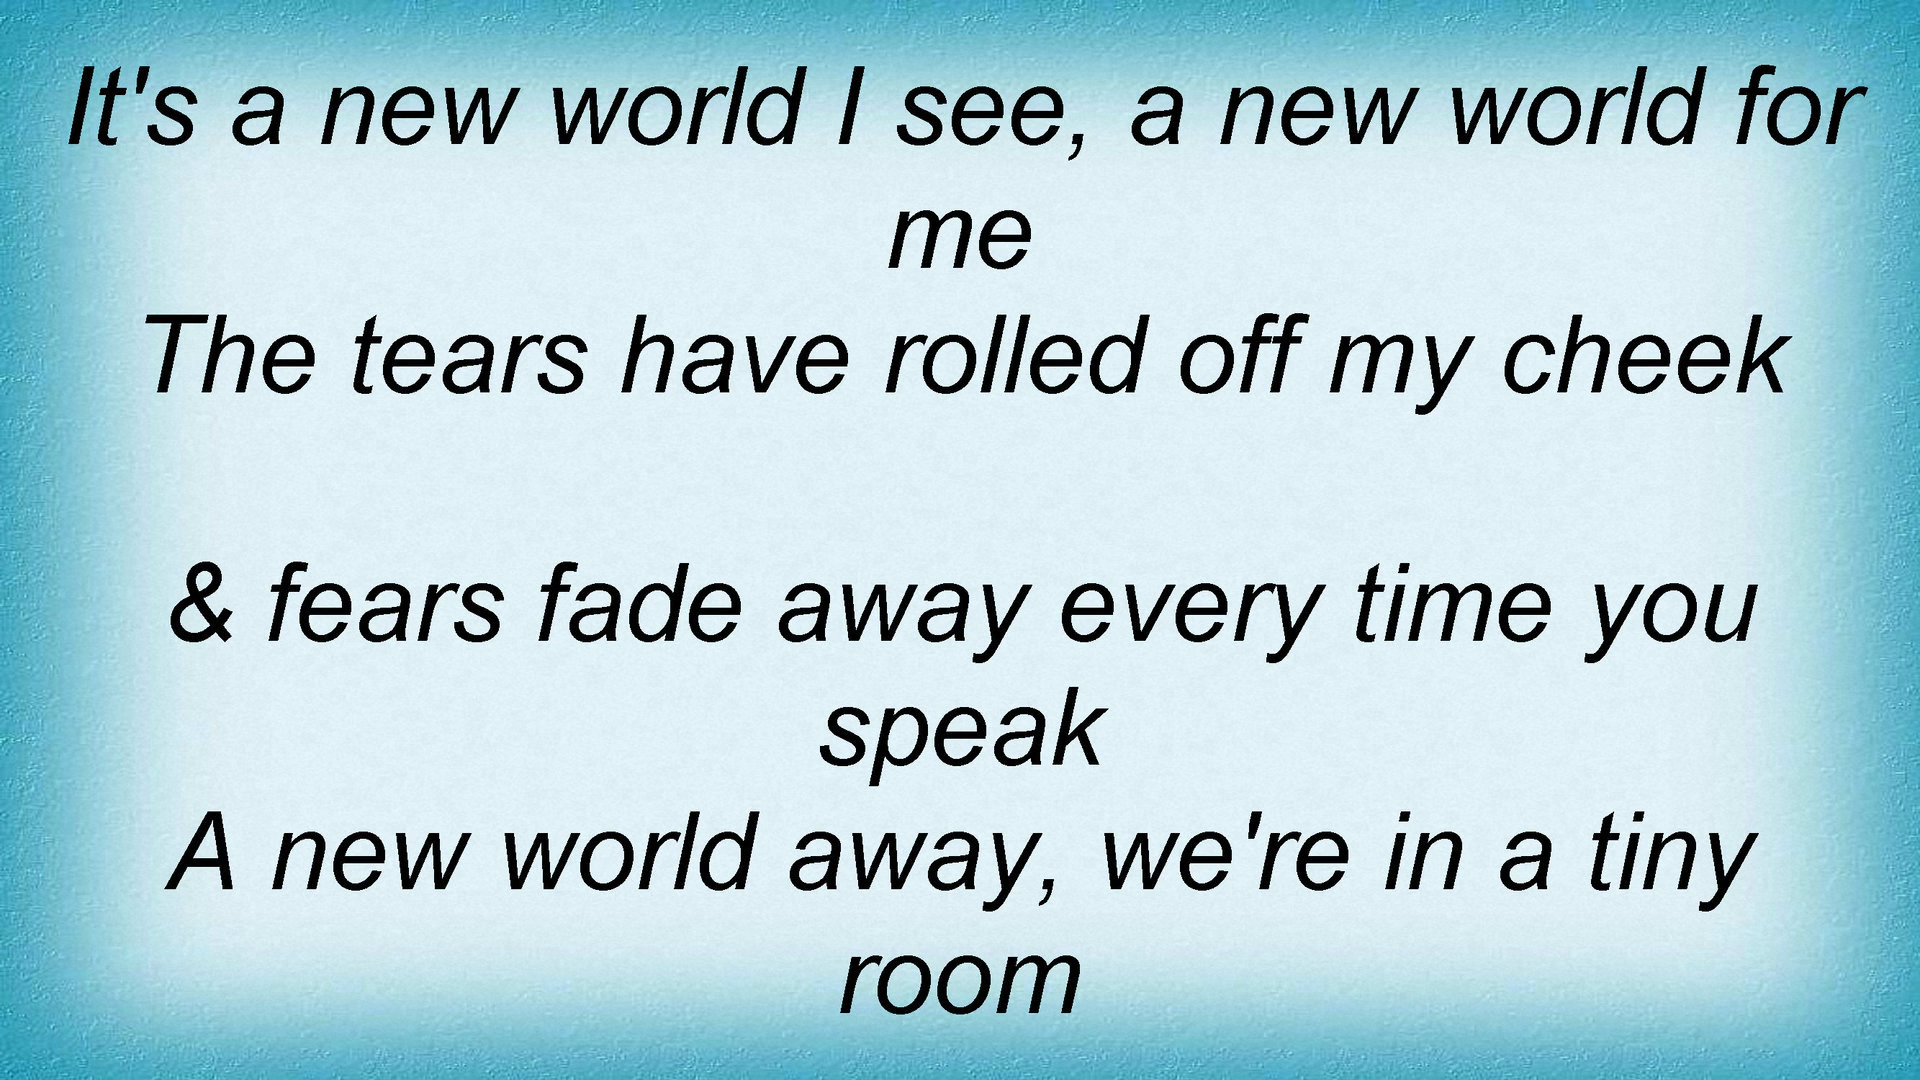 It's a new world I see, a new world for
me
The tears have rolled off my cheek
& fears fade away every time you
speak
A new world away, we're in a tiny
room